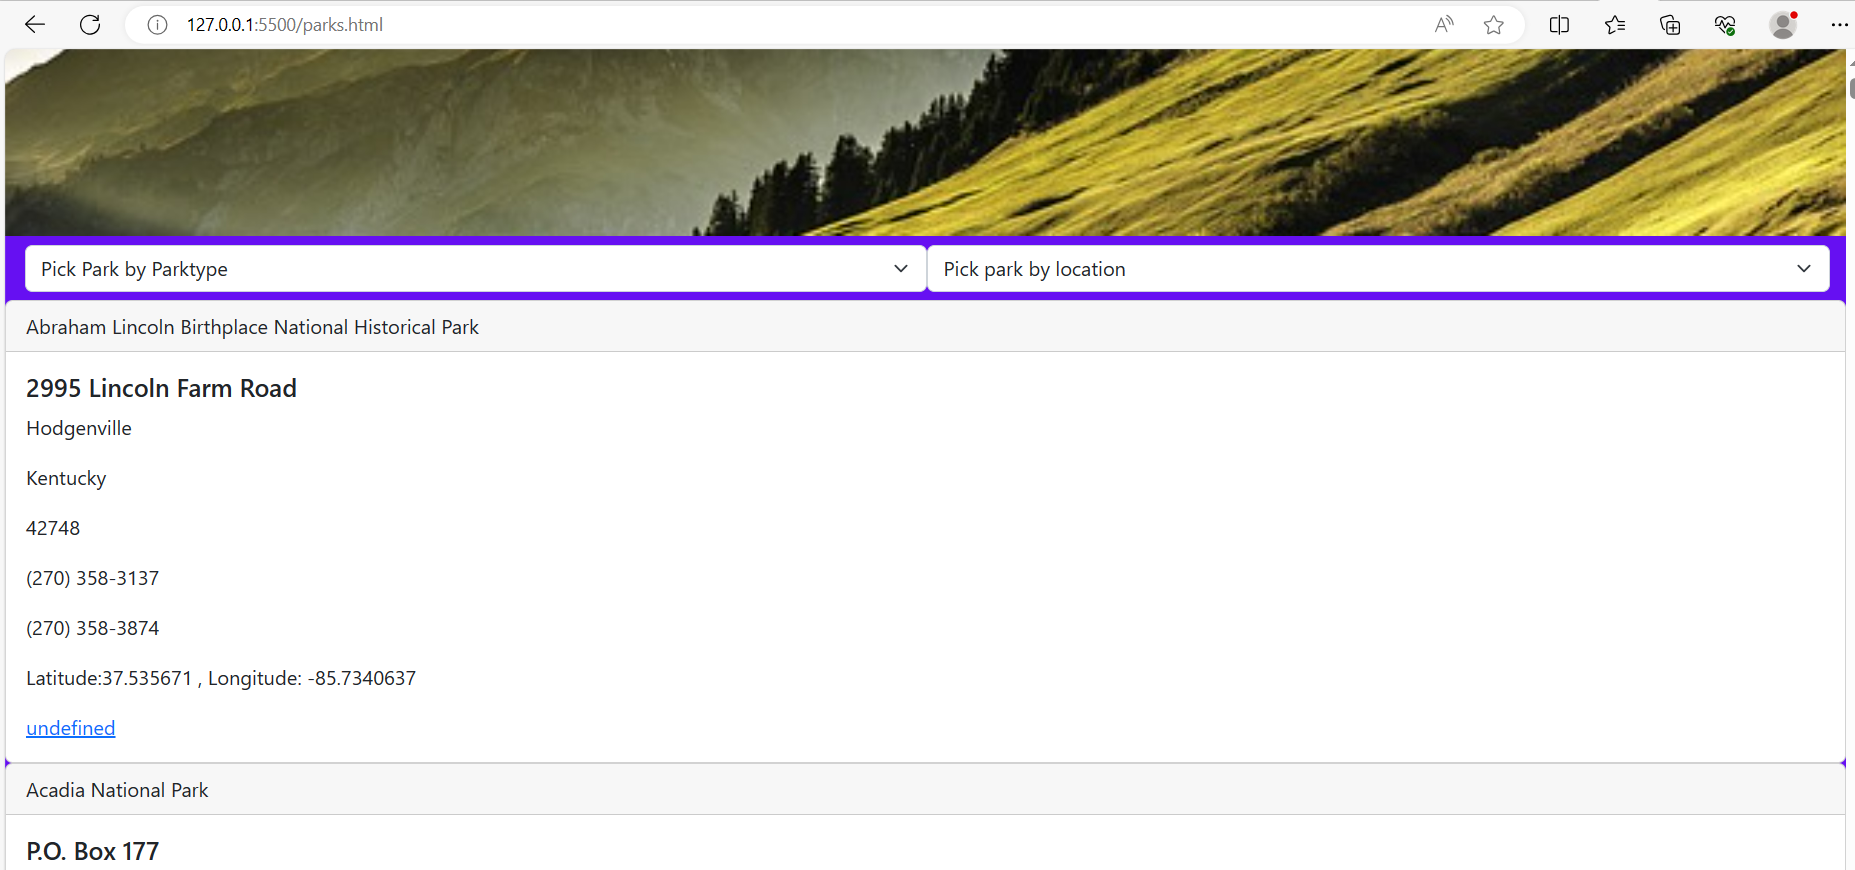 127.0.0.1:5500/parks.html
Pick Park by Parktype
Pick park by location
Abraham Lincoln Birthplace National Historical Park
2995 Lincoln Farm Road
Hodgenville
Kentucky
42748
(270) 358-3137
(270) 358-3874
Latitude:37.535671 , Longitude: -85.7340637
undefined
Acadia National Park
P.O. Box 177